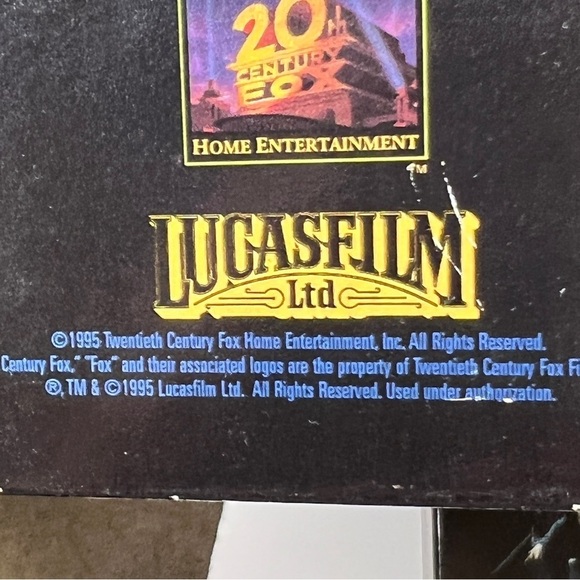 20th
CENTURY
FOX
HOME ENTERTAINMENT
TM
LUCASFILM
Ltd
©1995 Twentieth Century Fox Home Entertainment, Inc. All Rights Reserved.
Century Fox," "Fox" and their associated logos are the property of Twentieth Century Fox Fi
®, TM & ©1995 Lucasfilm Ltd. All Rights Reserved. Used under authorization.